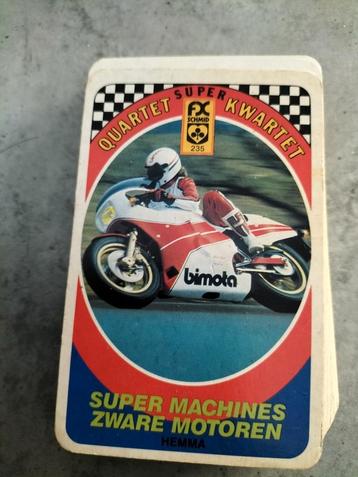 QUARTET SUPER KWARTET
FX
SCHMID
235
bimota
SUPER MACHINES
ZWARE MOTOREN
HEMMA